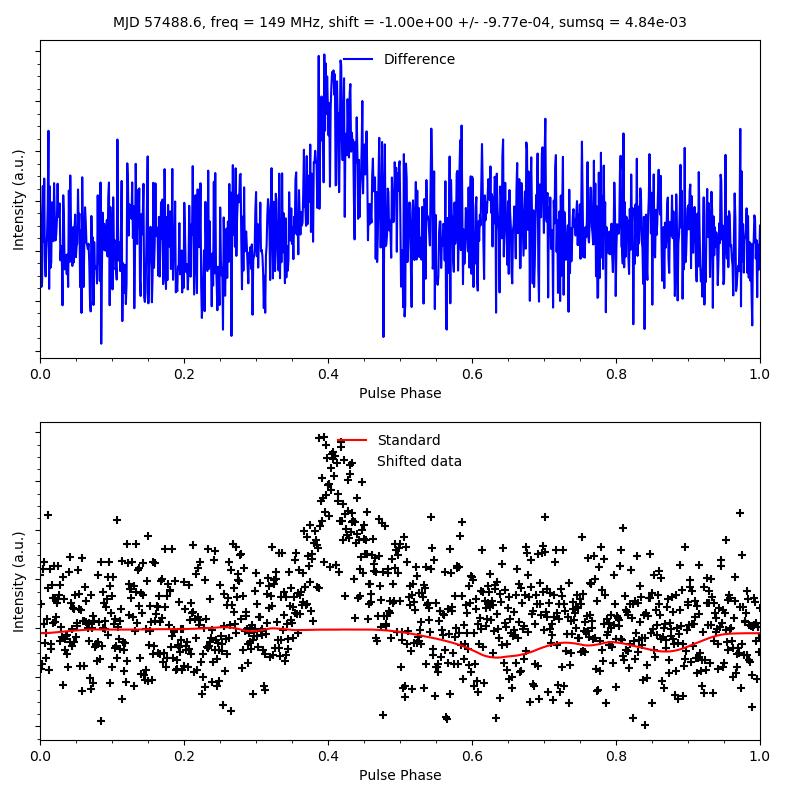 MJD 57488.6, freq = 149 MHz, shift = -1.00e+00 +/- -9.77e-04, sumsq = 4.84e-03
Difference
Intensity (a.u.)
0.0 0.2 0.4 0.6 0.8 1.0
Pulse Phase
Standard
Shifted data
Intensity (a.u.)
0.0 0.2 0.4 0.6 0.8 1.0
Pulse Phase